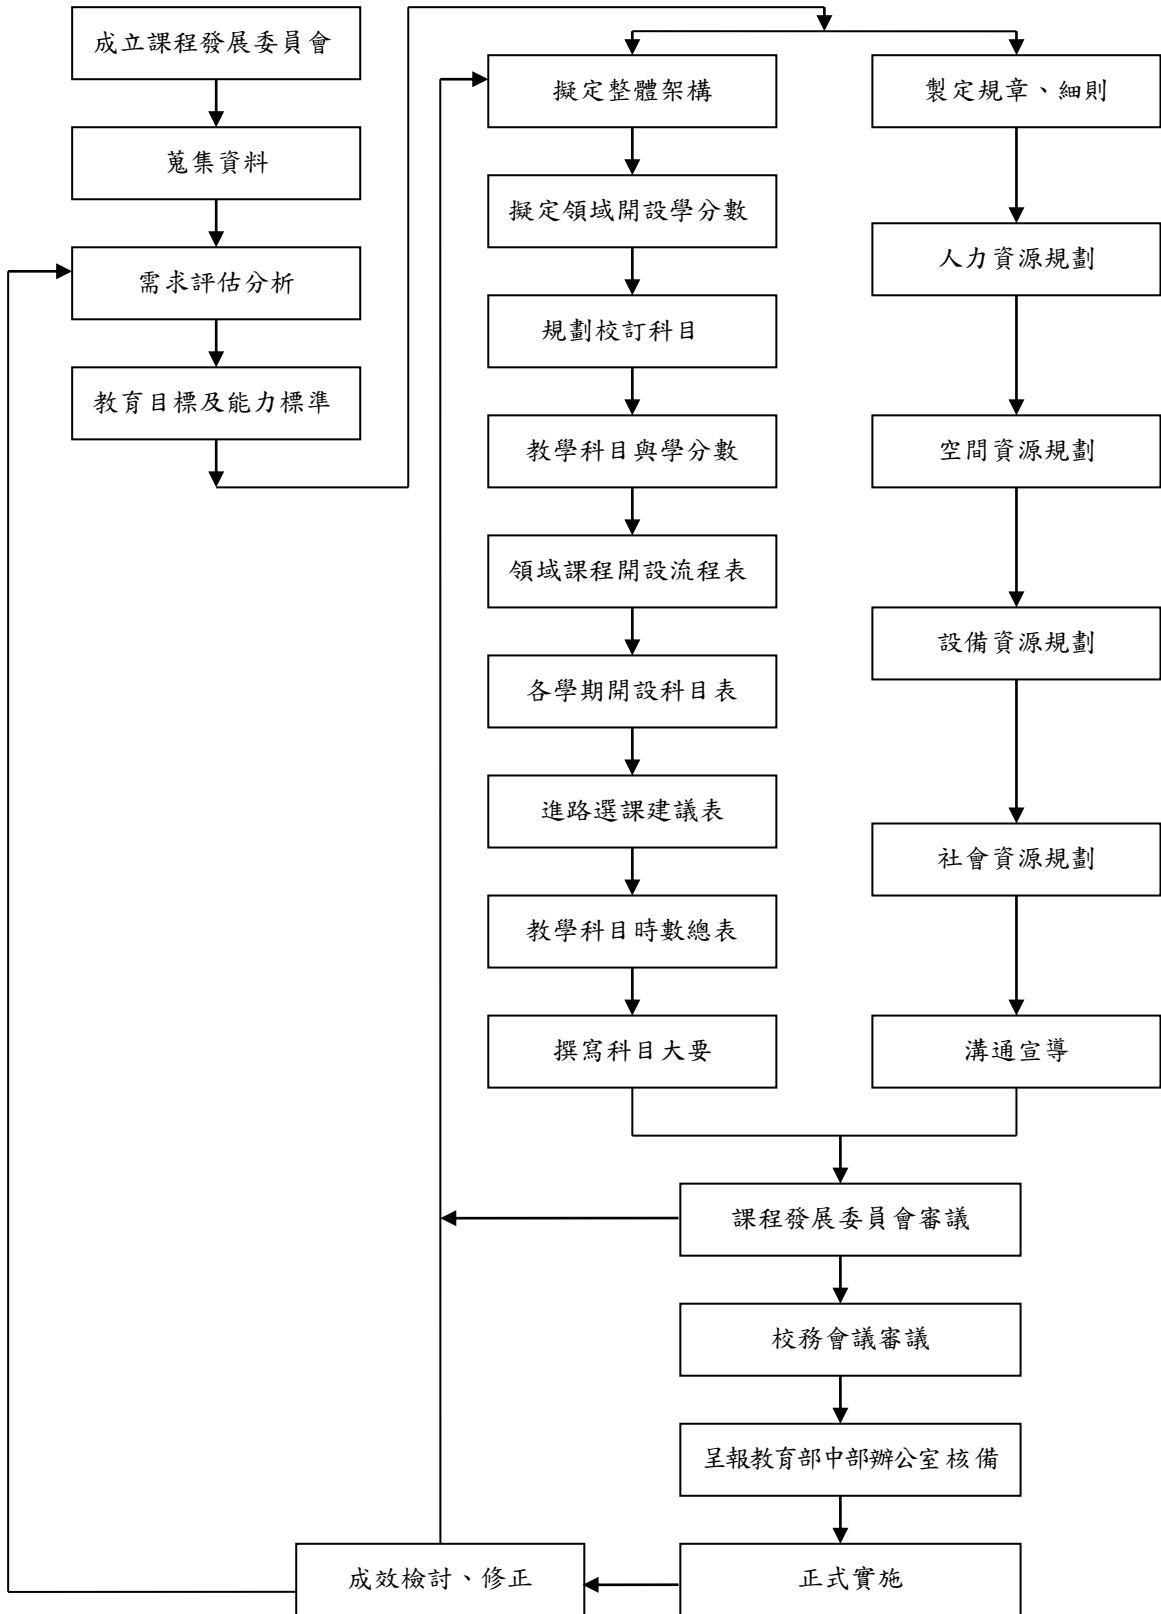 成立課程發展委員會
蒐集資料
需求評估分析
教育目標及能力標準
擬定整體架構
擬定領域開設學分數
規劃校訂科目
教學科目與學分數
領域課程開設流程表
各學期開設科目表
進路選課建議表
教學科目時數總表
撰寫科目大要
製定規章、細則
人力資源規劃
空間資源規劃
設備資源規劃
社會資源規劃
溝通宣導
課程發展委員會審議
校務會議審議
呈報教育部中部辦公室核備
正式實施
成效檢討、修正